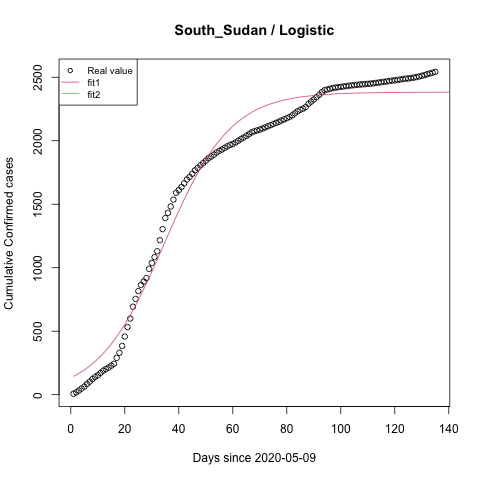 South_Sudan / Logistic
Real value
fit1
fit2
Cumulative Confirmed cases
2500
2000
1500
1000
500
0
0 20 40 60 80 100 120 140
Days since 2020-05-09